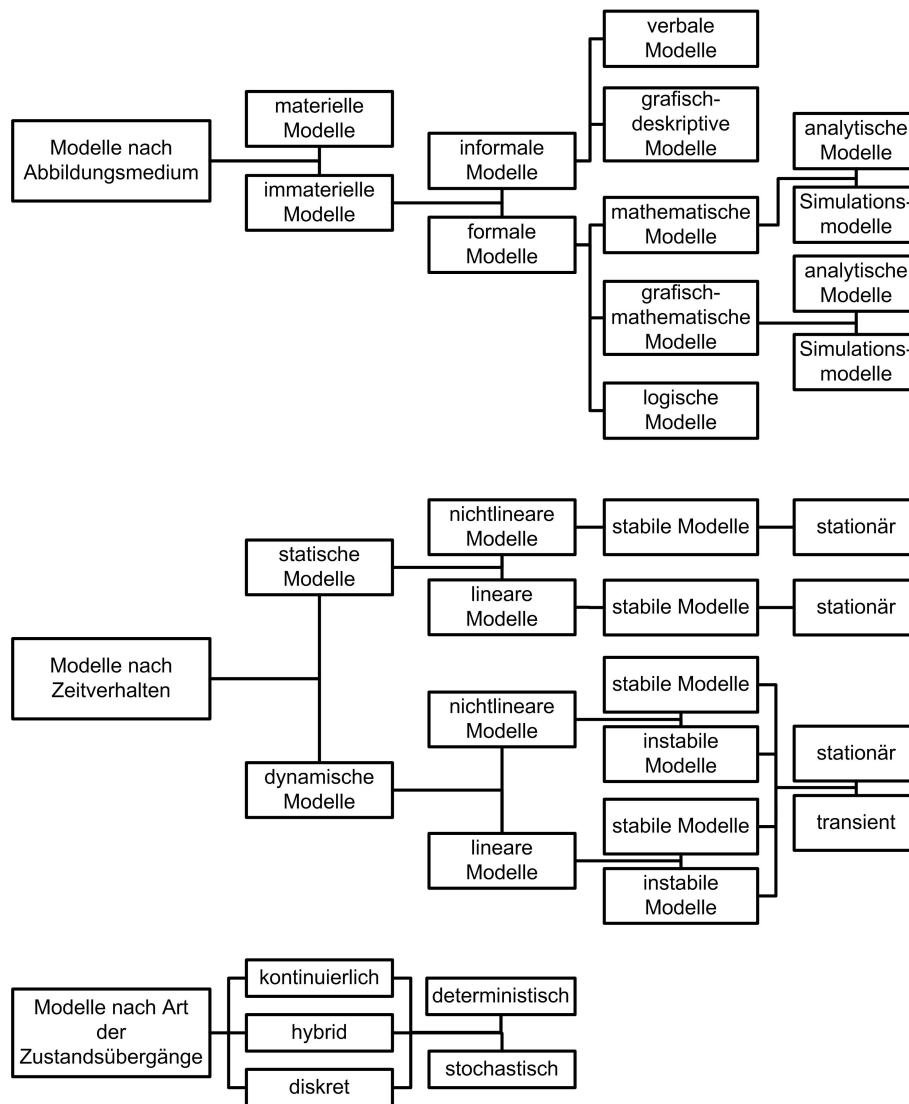 Modelle nach
Abbildungsmedium
materielle
Modelle
immaterielle
Modelle
informale
Modelle
formale
Modelle
verbale
Modelle
grafisch-
deskriptive
Modelle
mathematische
Modelle
grafisch-
mathematische
Modelle
logische
Modelle
analytische
Modelle
Simulations-
modelle
analytische
Modelle
Simulations-
modelle
Modelle nach
Zeitverhalten
statische
Modelle
dynamische
Modelle
nichtlineare
Modelle
lineare
Modelle
stabile Modelle
stationär
stabile Modelle
stationär
nichtlineare
Modelle
lineare
Modelle
stabile Modelle
instabile
Modelle
stabile Modelle
instabile
Modelle
stationär
transient
Modelle nach Art
der
Zustandsübergänge
kontinuierlich
hybrid
diskret
deterministisch
stochastisch